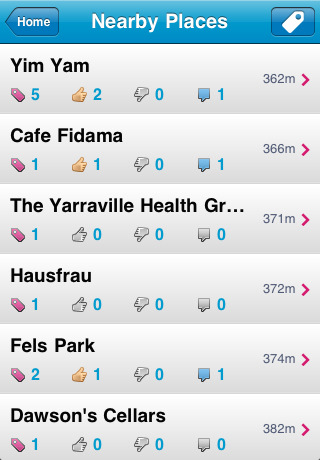 Home
Nearby Places
Yim Yam
5 2 0 1
362m
Cafe Fidama
1 1 0 1
366m
The Yarraville Health Gr...
1 0 0 0
371m
Hausfrau
1 0 0 0
372m
Fels Park
2 1 0 1
374m
Dawson's Cellars
1 0 0 0
382m